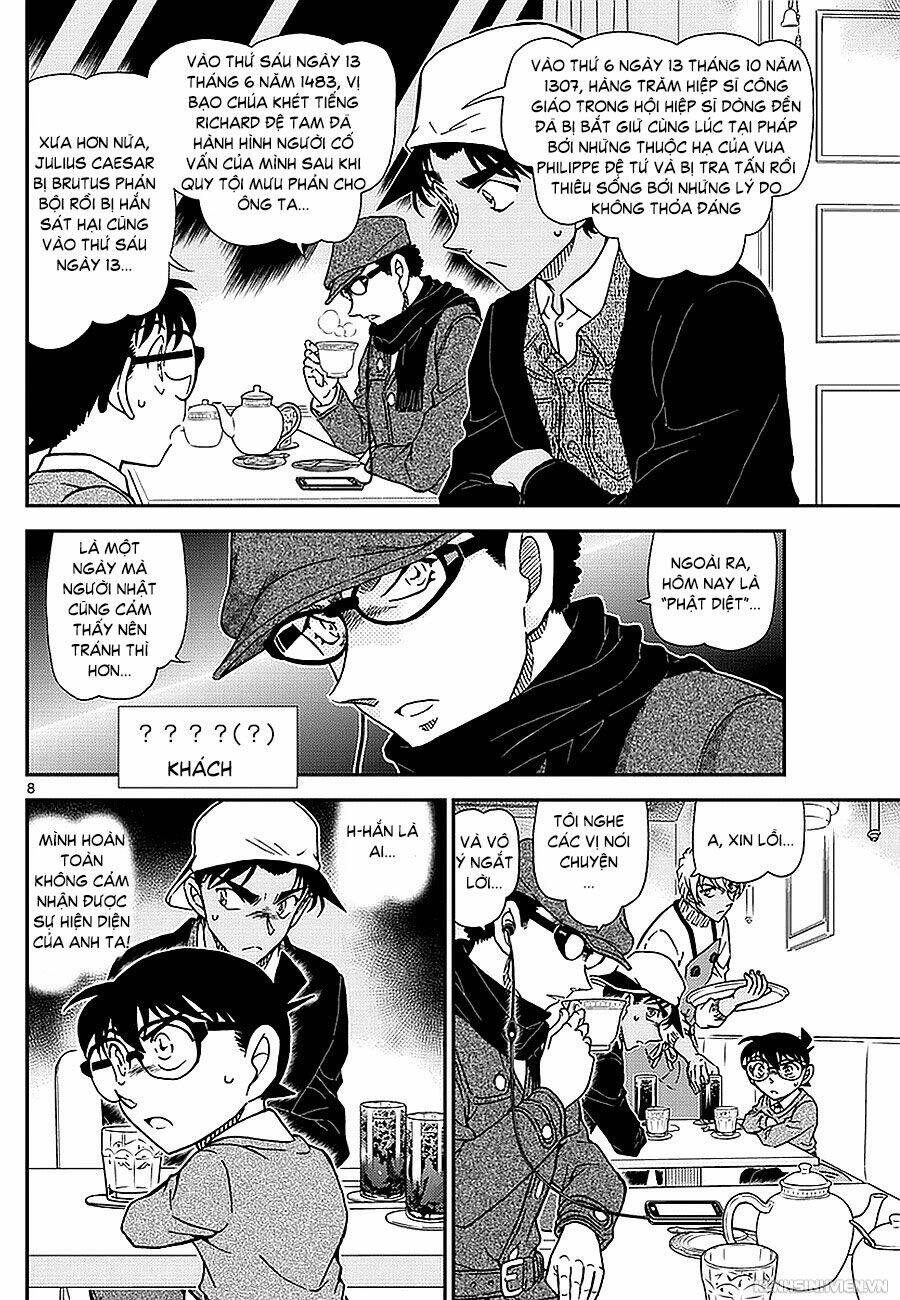 VÀO THỨ 6 NGÀY 13 THÁNG 10 NĂM
1307, HÀNG TRĂM HIỆP SĨ CÔNG
GIÁO TRONG HỘI HIỆP SĨ DÒNG ĐỀN
ĐÃ BỊ BẮT GIỮ CÙNG LÚC TẠI PHÁP
BỞI NHỮNG THUỘC HẠ CỦA VUA
PHILIPPE ĐỆ TỨ VÀ BỊ TRA TẤN RỒI
THIÊU SỐNG BỞI NHỮNG LÝ DO
KHÔNG THỎA ĐÁNG
VÀO THỨ SÁU NGÀY 13
THÁNG 6 NĂM 1483, VỊ
BẠO CHÚA KHÉT TIẾNG
RICHARD ĐỆ TAM ĐÃ
HÀNH HÌNH NGƯỜI CỐ
VẤN CỦA MÌNH SAU KHI
QUY TỘI MƯU PHẢN CHO
ÔNG TA...
XƯA HƠN NỮA,
JULIUS CAESAR
BỊ BRUTUS PHẢN
BỘI RỒI BỊ HẮN
SÁT HẠI CŨNG
VÀO THỨ SÁU
NGÀY 13...
NGOÀI RA,
HÔM NAY LÀ
"PHẬT DIỆT"...
LÀ MỘT
NGÀY MÀ
NGƯỜI NHẬT
CŨNG CẢM
THẤY NÊN
TRÁNH THÌ
HƠN...
? ? ? ? (?)
KHÁCH
8
A, XIN LỖI...
TÔI NGHE
CÁC VỊ NÓI
CHUYỆN
...
VÀ VÔ
Ý NGẮT
LỜI...
H-HẮN LÀ
AI...
MÌNH HOÀN
TOÀN
KHÔNG CẢM
NHẬN ĐƯỢC
SỰ HIỆN DIỆN
CỦA ANH TA!
KENHSINHVIEN.VN